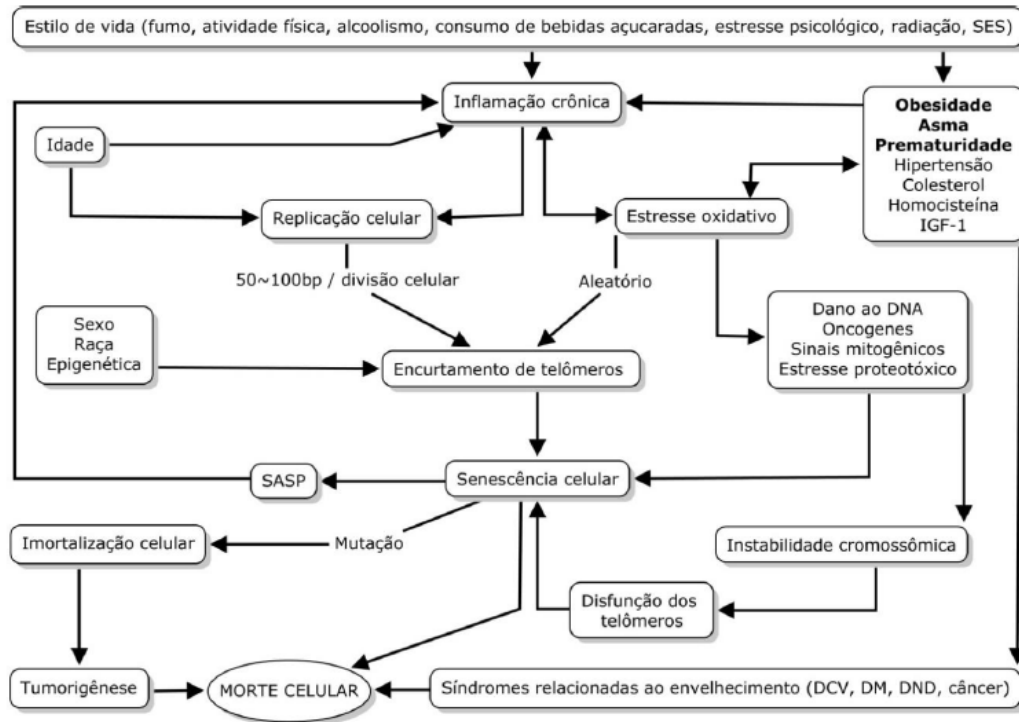 Estilo de vida (fumo, atividade física, alcoolismo, consumo de bebidas açucaradas, estresse psicológico, radiação, SES)
Inflamação crônica
Obesidade
Asma
Prematuridade
Hipertensão
Colesterol
Homocisteína
IGF-1
Idade
Replicação celular
Estresse oxidativo
50~100bp / divisão celular
Aleatório
Sexo
Raça
Epigenética
Encurtamento de telômeros
Dano ao DNA
Oncogenes
Sinais mitogênicos
Estresse proteotóxico
SASP
Senescência celular
Imortalização celular
Mutação
Instabilidade cromossômica
Disfunção dos
telômeros
Tumorigênese
MORTE CELULAR
Síndromes relacionadas ao envelhecimento (DCV, DM, DND, câncer)